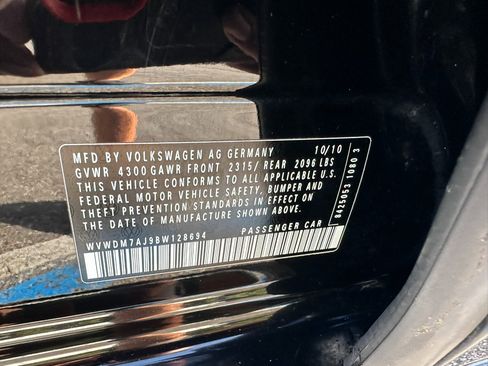 MFD BY VOLKSWAGEN AG GERMANY 10/10
GVWR 4300 GAWR FRONT 2315/ REAR 2096 LBS
THIS VEHICLE CONFORMS TO ALL APPLICABLE U.S.
FEDERAL MOTOR VEHICLE SAFETY, BUMPER AND
THEFT PREVENTION STANDARDS IN EFFECT ON
THE DATE OF MANUFACTURE SHOWN ABOVE.
WVWDM7AJ9BW128694 PASSENGER CAR
8425053 1080 3